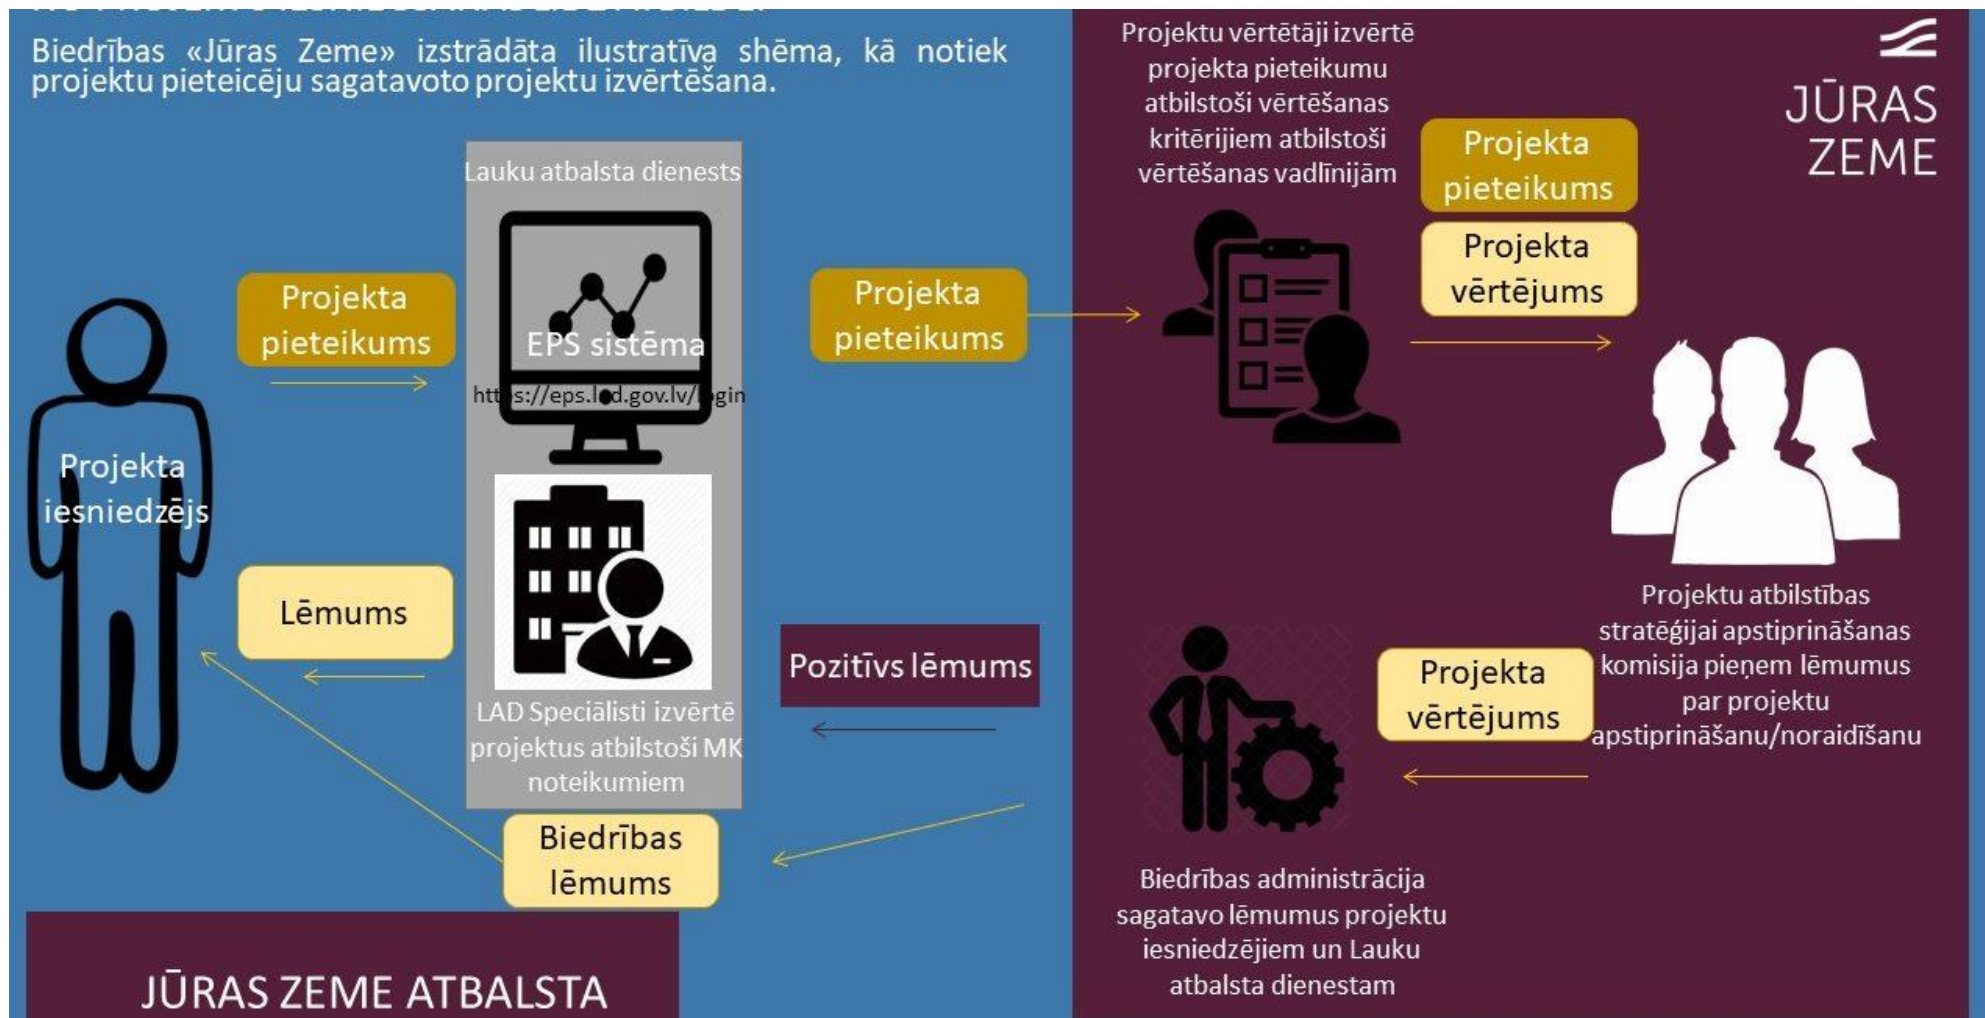 Biedrības «Jūras Zeme» izstrādāta ilustratīva shēma, kā notiek
projektu pieteicēju sagatavoto projektu izvērtēšana.
Lauku atbalsta dienests
EPS sistēma
https://eps.lad.gov.lv/login
Projekta
pieteikums
Projekta
iesniedzējs
Lēmums
LAD Speciālisti izvērtē
projektus atbilstoši MK
noteikumiem
Biedrības
lēmums
JŪRAS ZEME ATBALSTA
Projekta
pieteikums
Pozitīvs lēmums
Projektu vērtētāji izvērtē
projekta pieteikumu
atbilstoši vērtēšanas
kritērijiem atbilstoši
vērtēšanas vadlīnijām
Projekta
pieteikums
Projekta
vērtējums
JŪRAS
ZEME
Projektu atbilstības
stratēģijai apstiprināšanas
komisija pieņem lēmumus
par projektu
apstiprināšanu/noraidīšanu
Projekta
vērtējums
Biedrības administrācija
sagatavo lēmumus projektu
iesniedzējiem un Lauku
atbalsta dienestam